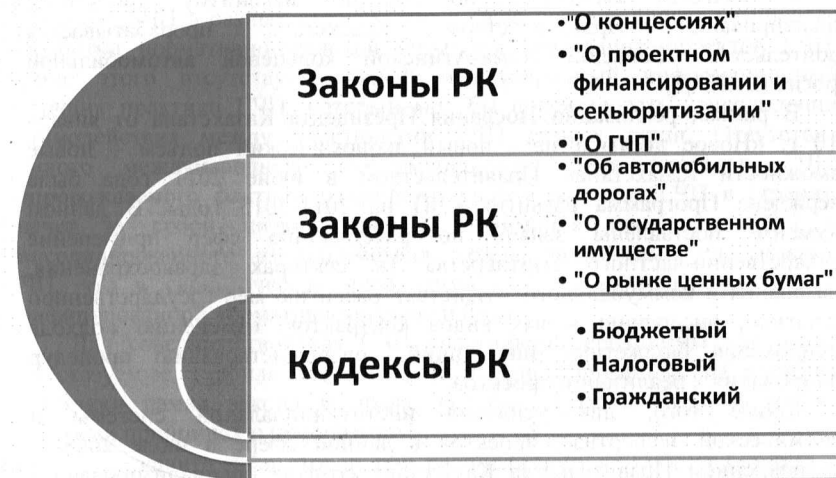 Законы РК
• "О концессиях"
• "О проектном
финансировании и
секьюритизации"
• "О ГЧП"
Законы РК
• "Об автомобильных
дорогах"
• "О государственном
имуществе"
• "О рынке ценных бумаг"
Кодексы РК
• Бюджетный
• Налоговый
• Гражданский